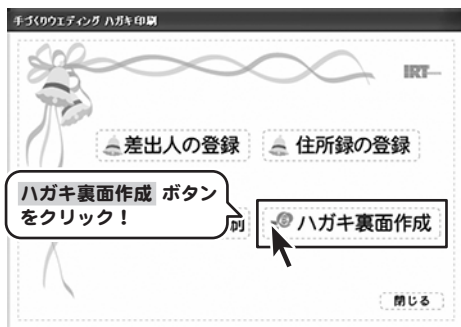 手づくりウエディング ハガキ印刷
IRT
差出人の登録
住所録の登録
ハガキ裏面作成 ボタン
をクリック！
刷
ハガキ裏面作成
閉じる